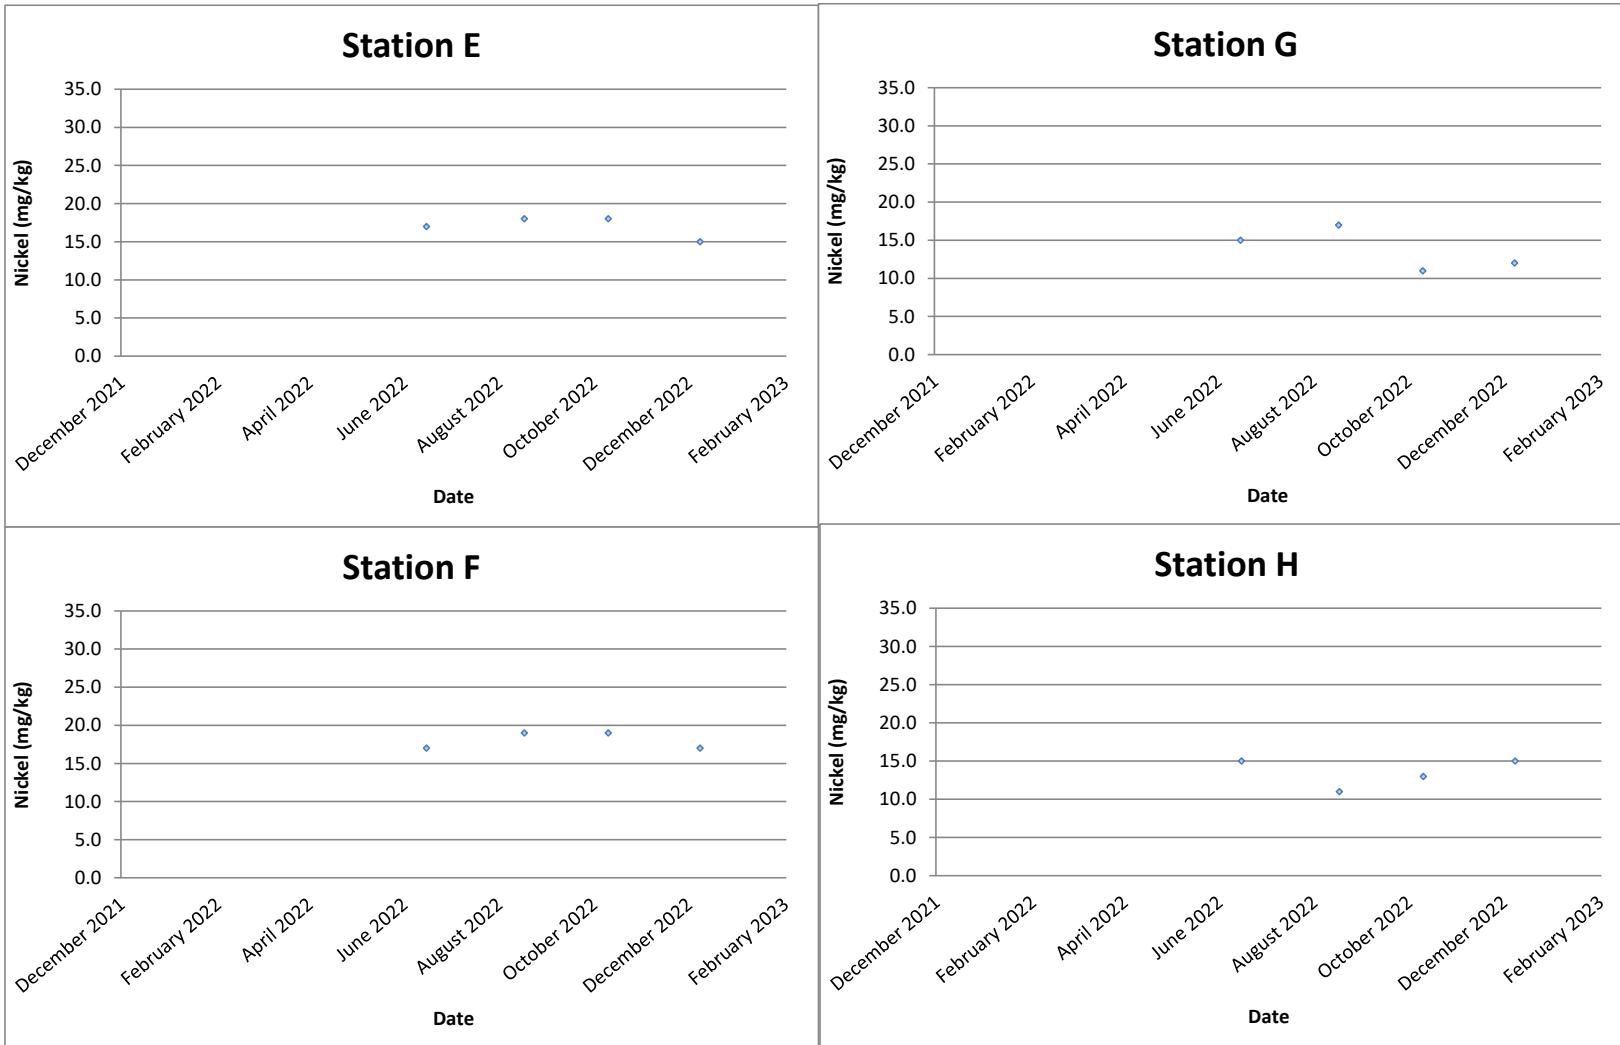 Station E
35.0
30.0
25.0
20.0
15.0
10.0
5.0
0.0
Nickel (mg/kg)
December 2021
February 2022
April 2022
June 2022
August 2022
October 2022
December 2022
February 2023
Date
Station G
35.0
30.0
25.0
20.0
15.0
10.0
5.0
0.0
Nickel (mg/kg)
December 2021
February 2022
April 2022
June 2022
August 2022
October 2022
December 2022
February 2023
Date
Station F
35.0
30.0
25.0
20.0
15.0
10.0
5.0
0.0
Nickel (mg/kg)
December 2021
February 2022
April 2022
June 2022
August 2022
October 2022
December 2022
February 2023
Date
Station H
35.0
30.0
25.0
20.0
15.0
10.0
5.0
0.0
Nickel (mg/kg)
December 2021
February 2022
April 2022
June 2022
August 2022
October 2022
December 2022
February 2023
Date